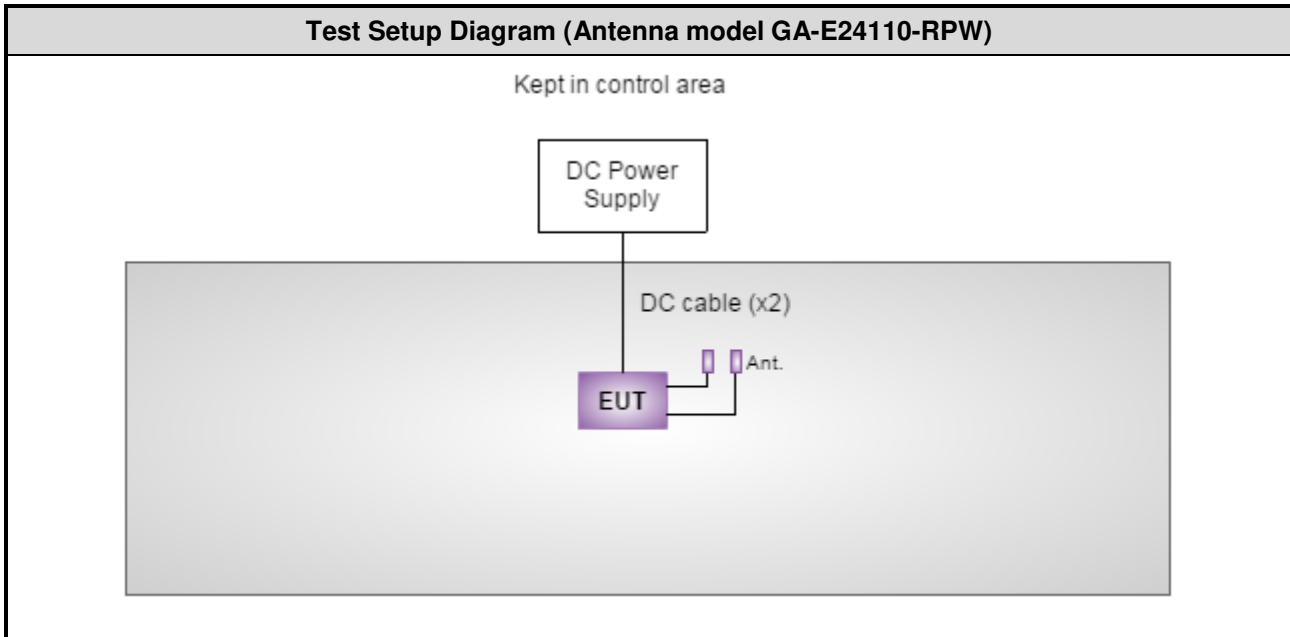 Test Setup Diagram (Antenna model GA-E24110-RPW)
Kept in control area
DC Power
Supply
DC cable (x2)
Ant.
EUT